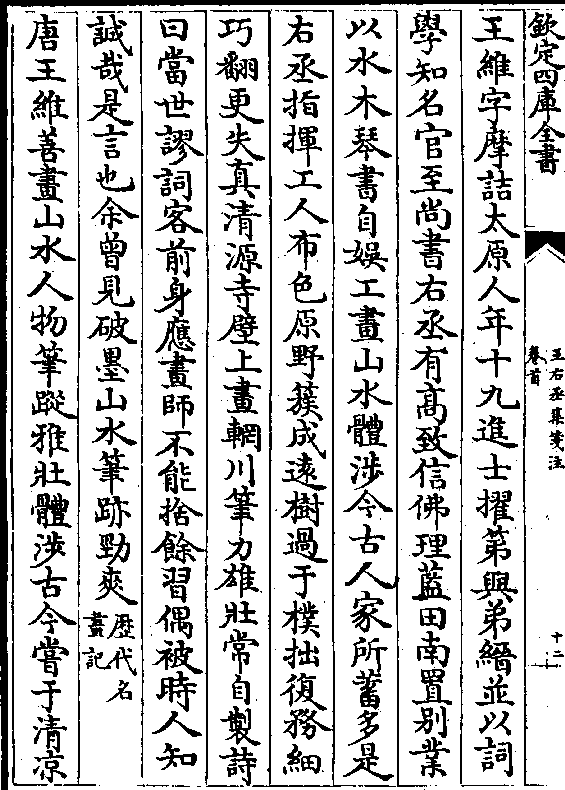 欽定四庫全書
王右丞集箋注
卷首
十二
王維字摩詰太原人年十九進士擢第與弟縉並以詞
學知名官至尚書右丞有高致信佛理藍田南置别業
以水木琴書自娛工畫山水體涉今古人家所蓄多是
右丞指揮工人布色原野簇成遠樹過于樸拙復務細
巧翻更失真清源寺壁上畫輞川筆力雄壯常自製詩
曰當世謬詞客前身應畫師不能捨餘習偶被時人知
誠哉是言也余曾見破墨山水筆跡勁爽歷代名
畫記
唐王維善畫山水人物筆蹤雅壯體涉古今嘗于清凉